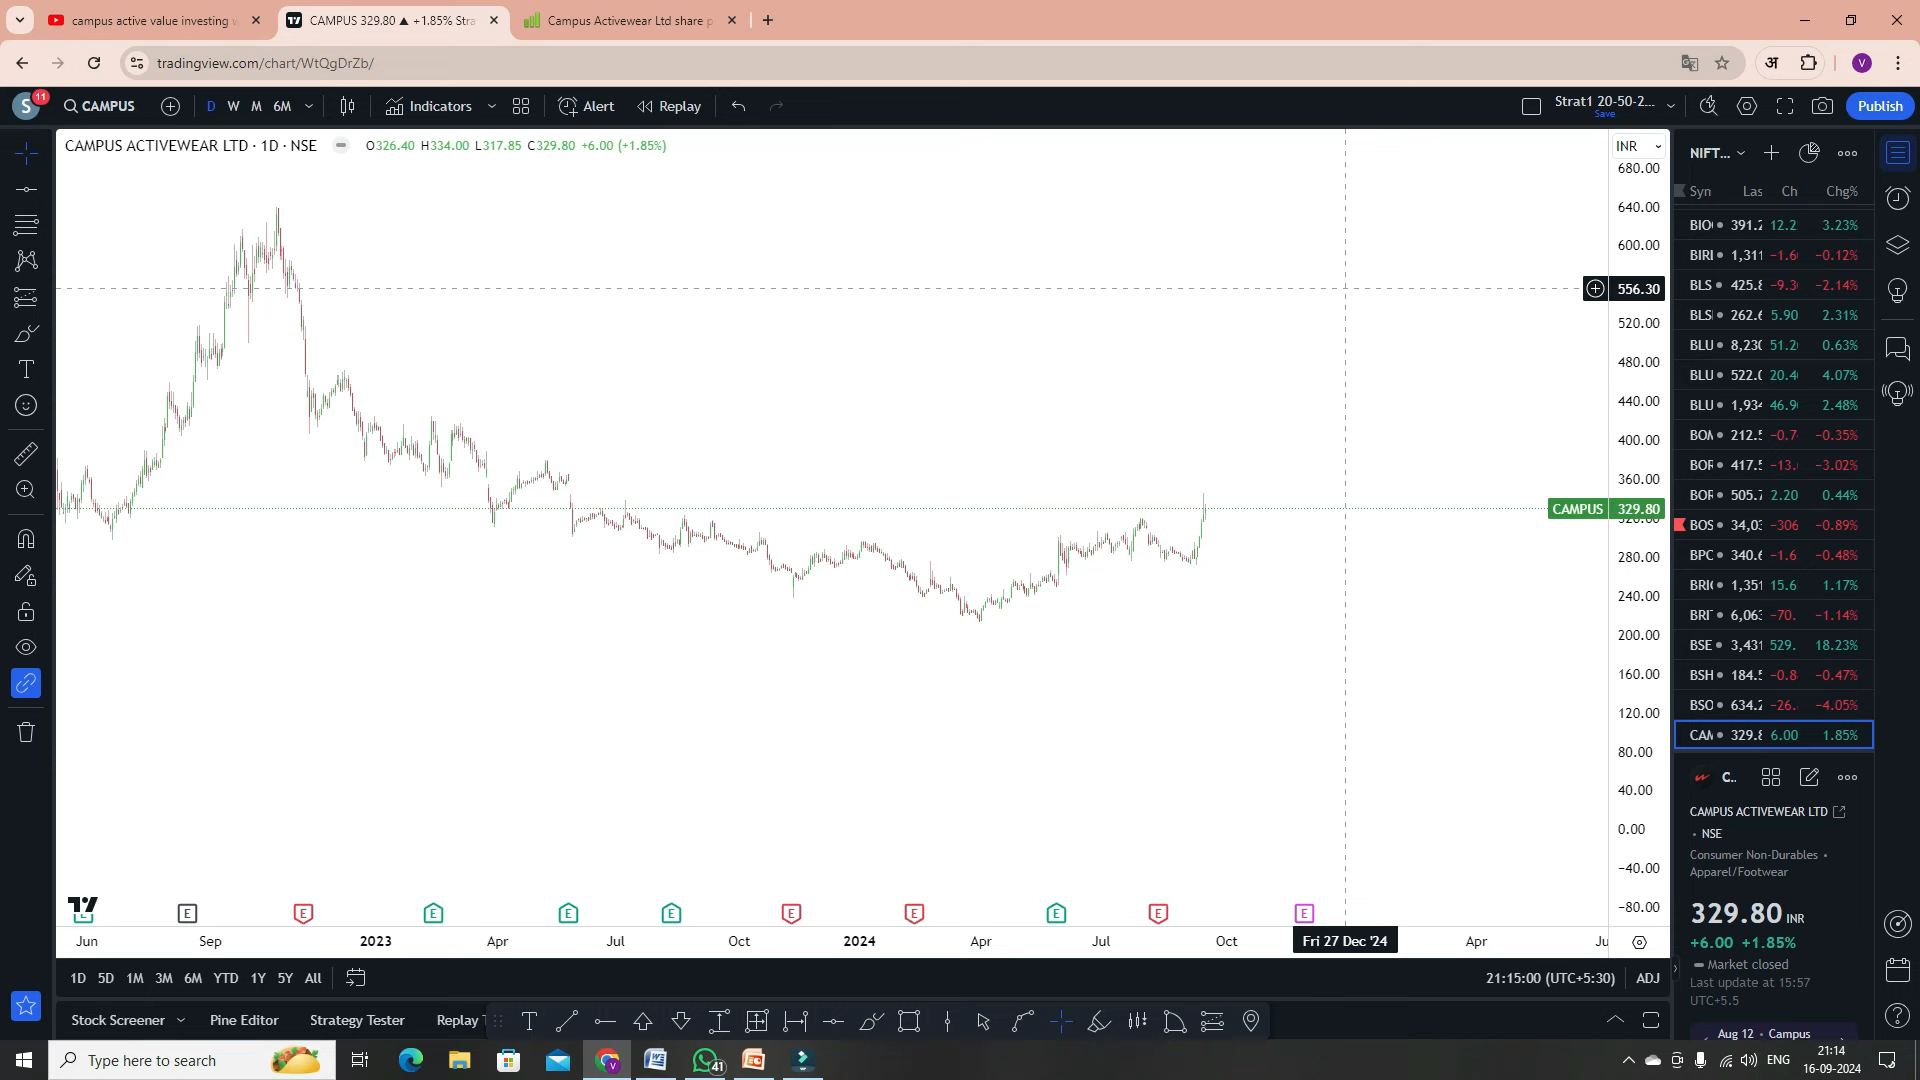 campus active value investing
CAMPUS 329.80 ▲ +1.85% Stra
Campus Activewear Ltd share p
tradingview.com/chart/WtQgDrZb/
अ
V
S
11
CAMPUS
D W M 6M
Indicators
Alert
Replay
Strat1 20-50-2...
Save
Publish
CAMPUS ACTIVEWEAR LTD · 1D · NSE
O326.40 H334.00 L317.85 C329.80 +6.00 (+1.85%)
INR
680.00
640.00
600.00
556.30
520.00
480.00
440.00
400.00
360.00
CAMPUS 329.80
320.00
280.00
240.00
200.00
160.00
120.00
80.00
40.00
0.00
−40.00
−80.00
E E E E E E E E E E E
Jun Sep 2023 Apr Jul Oct 2024 Apr Jul Oct Fri 27 Dec '24 Apr Ju
1D 5D 1M 3M 6M YTD 1Y 5Y All
21:15:00 (UTC+5:30) ADJ
Stock Screener Pine Editor Strategy Tester Replay T
NIFT...
Syn Las Ch Chg%
BIO 391.2 12.2 3.23%
BIRI 1,311 −1.6 −0.12%
BLS 425.8 −9.3 −2.14%
BLS 262.6 5.90 2.31%
BLU 8,230 51.2 0.63%
BLU 522.0 20.4 4.07%
BLU 1,934 46.9 2.48%
BOM 212.5 −0.7 −0.35%
BOR 417.5 −13. −3.02%
BOR 505.7 2.20 0.44%
BOS 34,03 −306 −0.89%
BPC 340.6 −1.6 −0.48%
BRIG 1,351 15.6 1.17%
BRIT 6,063 −70. −1.14%
BSE 3,431 529. 18.23%
BSH 184.5 −0.8 −0.47%
BSO 634.2 −26. −4.05%
CAM 329.8 6.00 1.85%
C..
CAMPUS ACTIVEWEAR LTD
• NSE
Consumer Non-Durables •
Apparel/Footwear
329.80 INR
+6.00 +1.85%
Market closed
Last update at 15:57
UTC+5.5
Aug 12 • Campus
Type here to search
41
ENG
21:14
16-09-2024